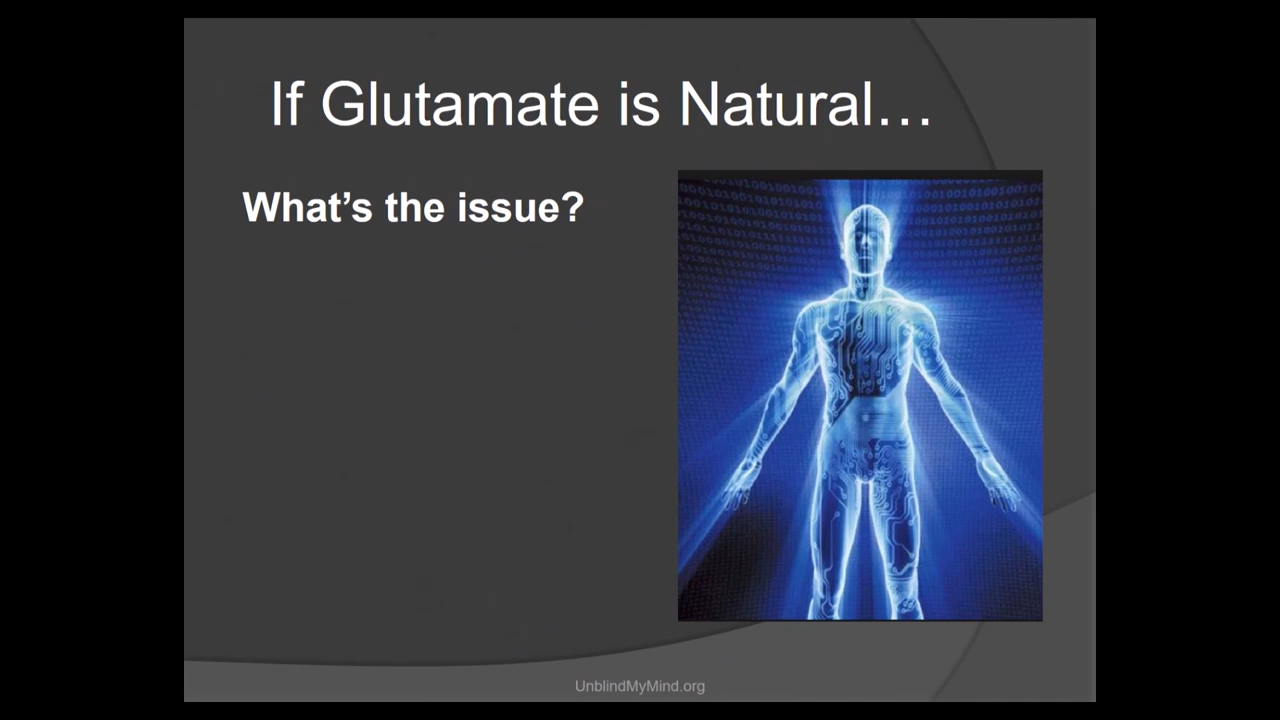 If Glutamate is Natural…
What’s the issue?
UnblindMyMind.org